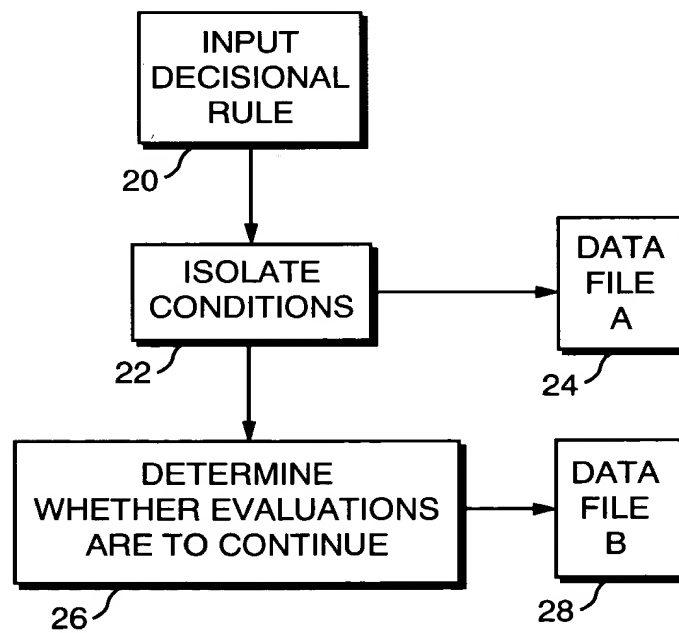 INPUT
DECISIONAL
RULE
20
ISOLATE
CONDITIONS
22
DATA
FILE
A
24
DETERMINE
WHETHER EVALUATIONS
ARE TO CONTINUE
26
DATA
FILE
B
28